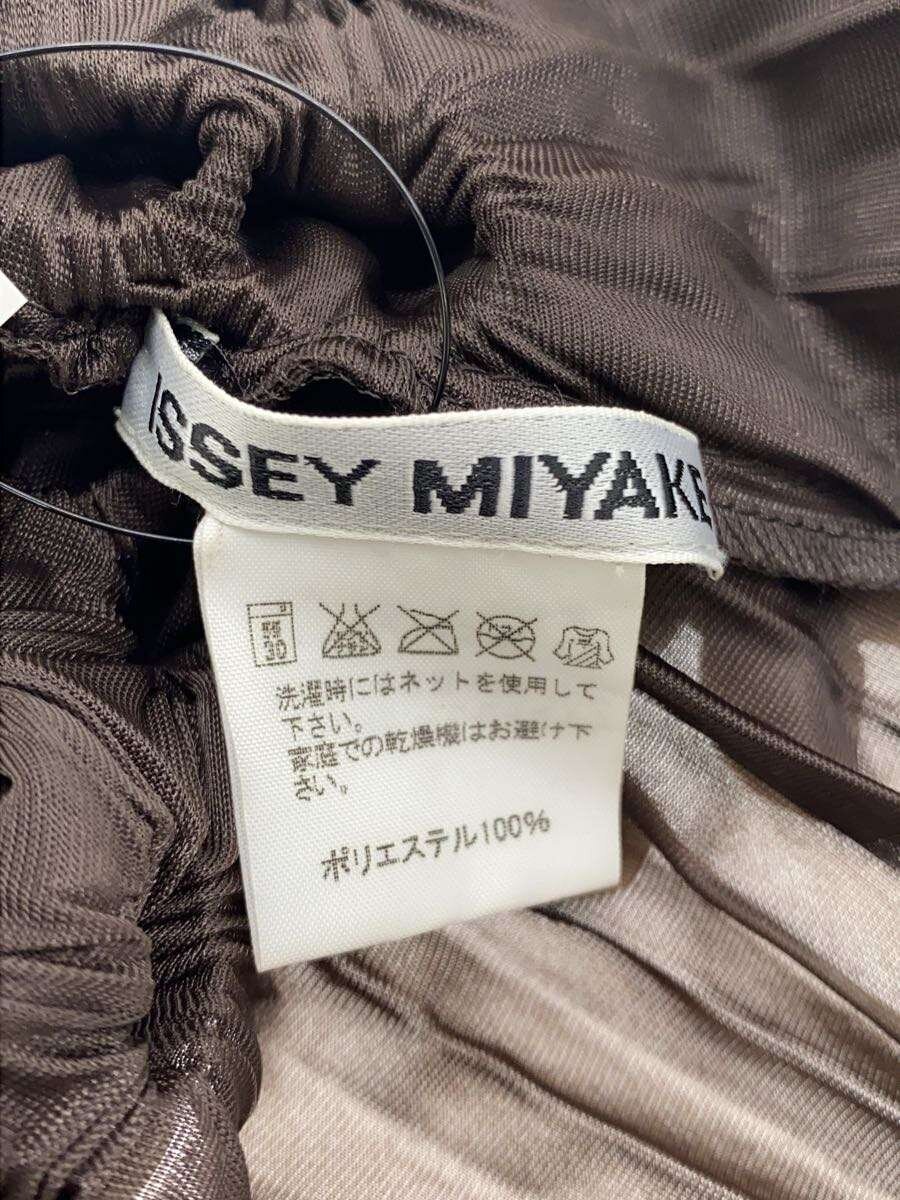 ISSEY MIYAKE
30
洗濯時にはネットを使用して
下さい。
家庭での乾燥機はお避け下
さい。
ポリエステル100%